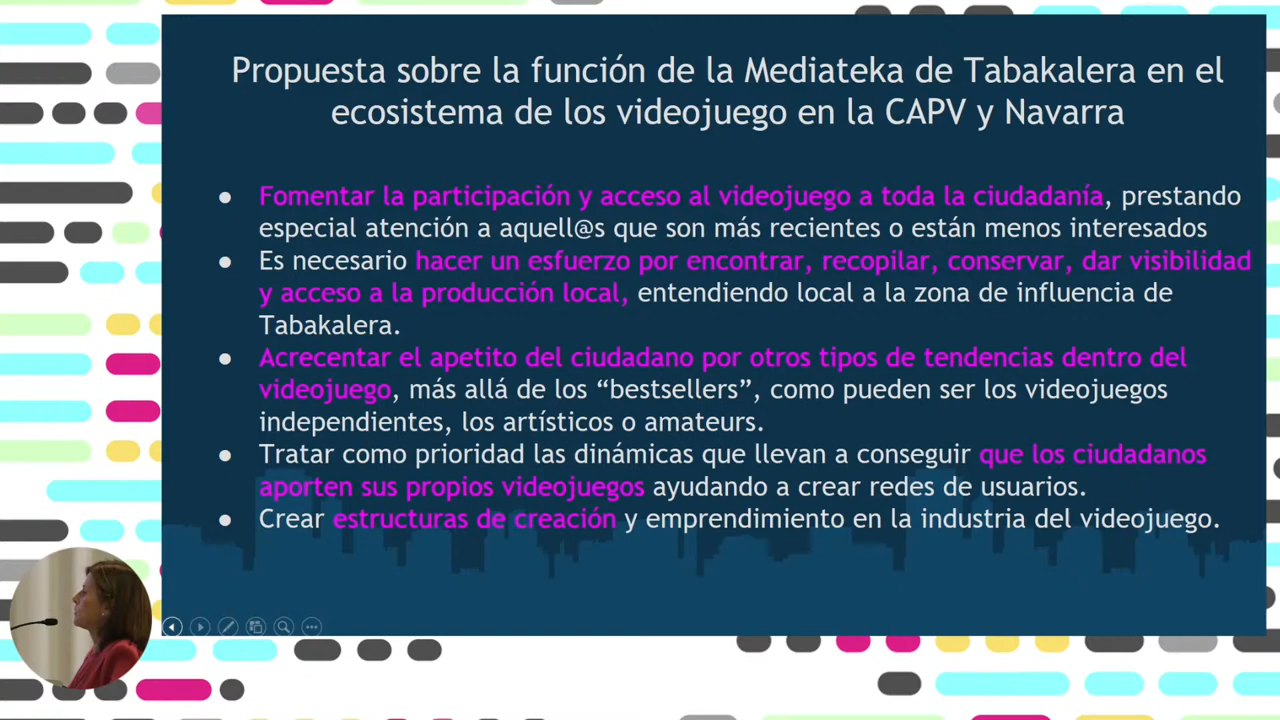 Propuesta sobre la función de la Mediateka de Tabakalera en el
ecosistema de los videojuego en la CAPV y Navarra
● Fomentar la participación y acceso al videojuego a toda la ciudadanía, prestando
especial atención a aquell@s que son más recientes o están menos interesados
● Es necesario hacer un esfuerzo por encontrar, recopilar, conservar, dar visibilidad
y acceso a la producción local, entendiendo local a la zona de influencia de
Tabakalera.
● Acrecentar el apetito del ciudadano por otros tipos de tendencias dentro del
videojuego, más allá de los “bestsellers”, como pueden ser los videojuegos
independientes, los artísticos o amateurs.
● Tratar como prioridad las dinámicas que llevan a conseguir que los ciudadanos
aporten sus propios videojuegos ayudando a crear redes de usuarios.
● Crear estructuras de creación y emprendimiento en la industria del videojuego.